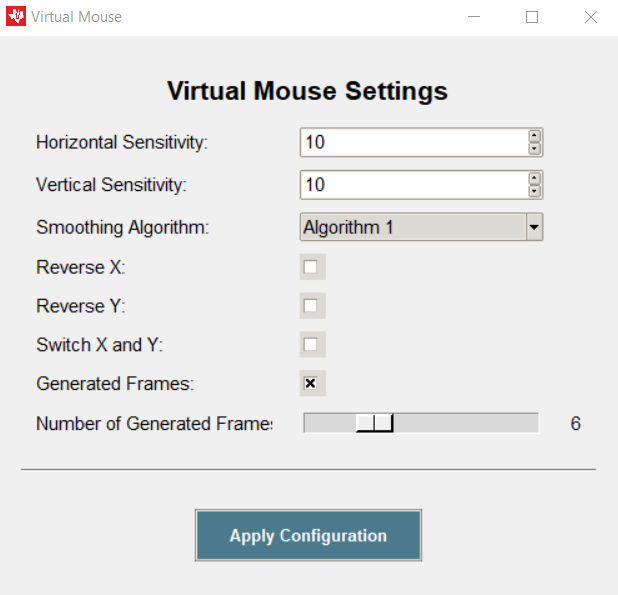 Virtual Mouse
Virtual Mouse Settings
Horizontal Sensitivity: 10
Vertical Sensitivity: 10
Smoothing Algorithm: Algorithm 1
Reverse X:
Reverse Y:
Switch X and Y:
Generated Frames:
Number of Generated Frames 6
Apply Configuration